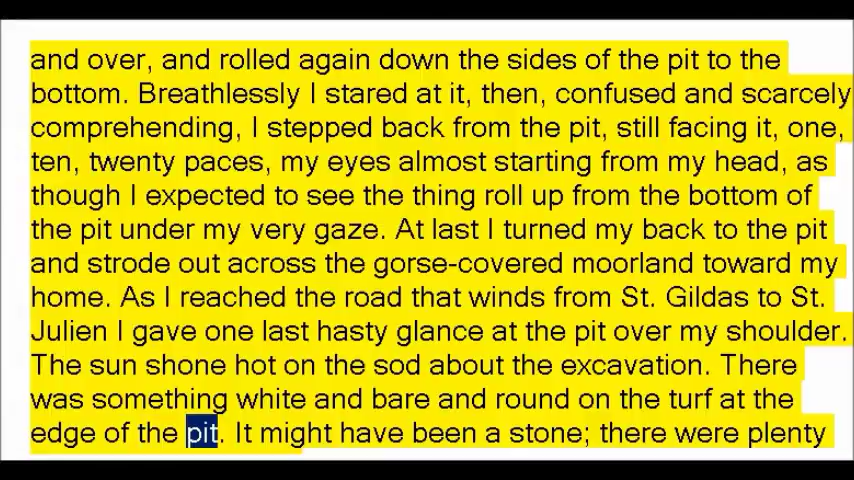 and over, and rolled again down the sides of the pit to the
bottom. Breathlessly I stared at it, then, confused and scarcely
comprehending, I stepped back from the pit, still facing it, one,
ten, twenty paces, my eyes almost starting from my head, as
though I expected to see the thing roll up from the bottom of
the pit under my very gaze. At last I turned my back to the pit
and strode out across the gorse-covered moorland toward my
home. As I reached the road that winds from St. Gildas to St.
Julien I gave one last hasty glance at the pit over my shoulder.
The sun shone hot on the sod about the excavation. There
was something white and bare and round on the turf at the
edge of the pit. It might have been a stone; there were plenty